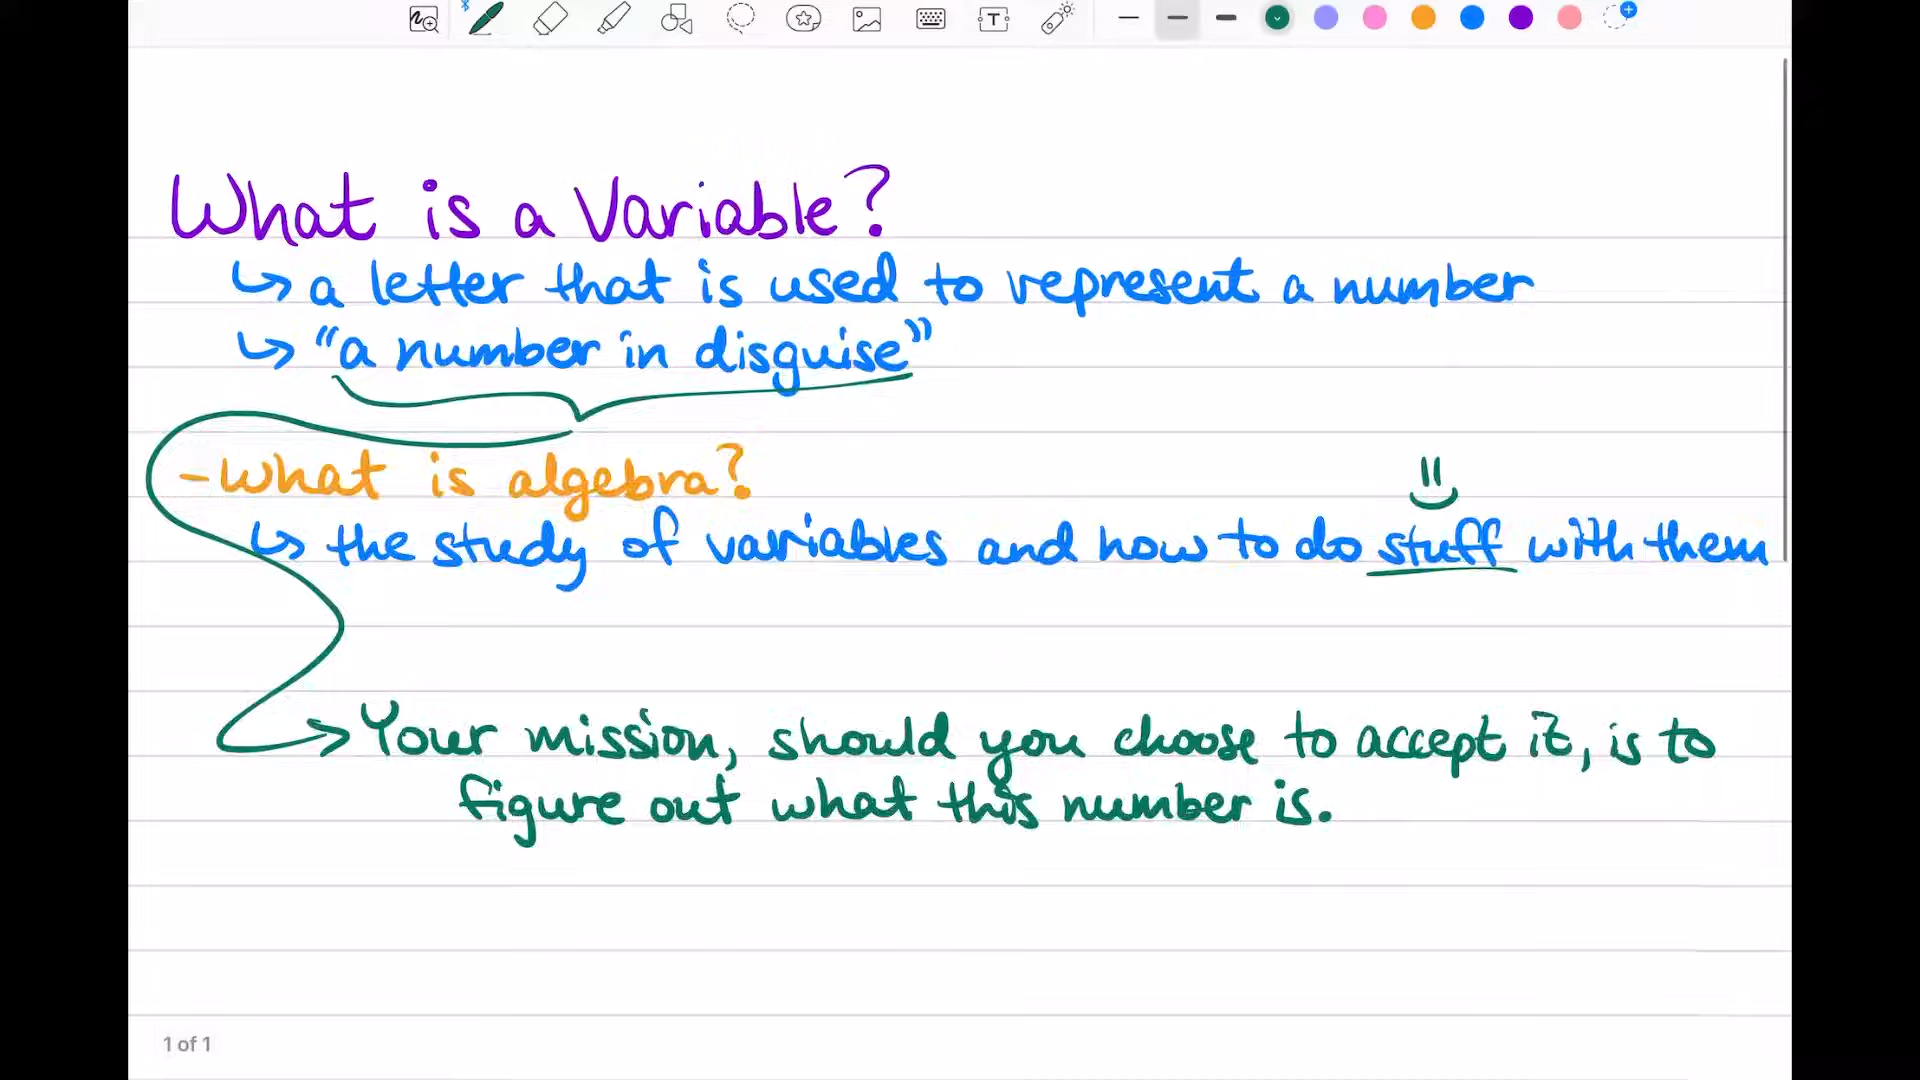 What is a Variable?
↳ a letter that is used to represent a number
↳ "a number in disguise"
- What is algebra?
↳ the study of variables and how to do stuff with them
→ Your mission, should you choose to accept it, is to
figure out what this number is.
1 of 1